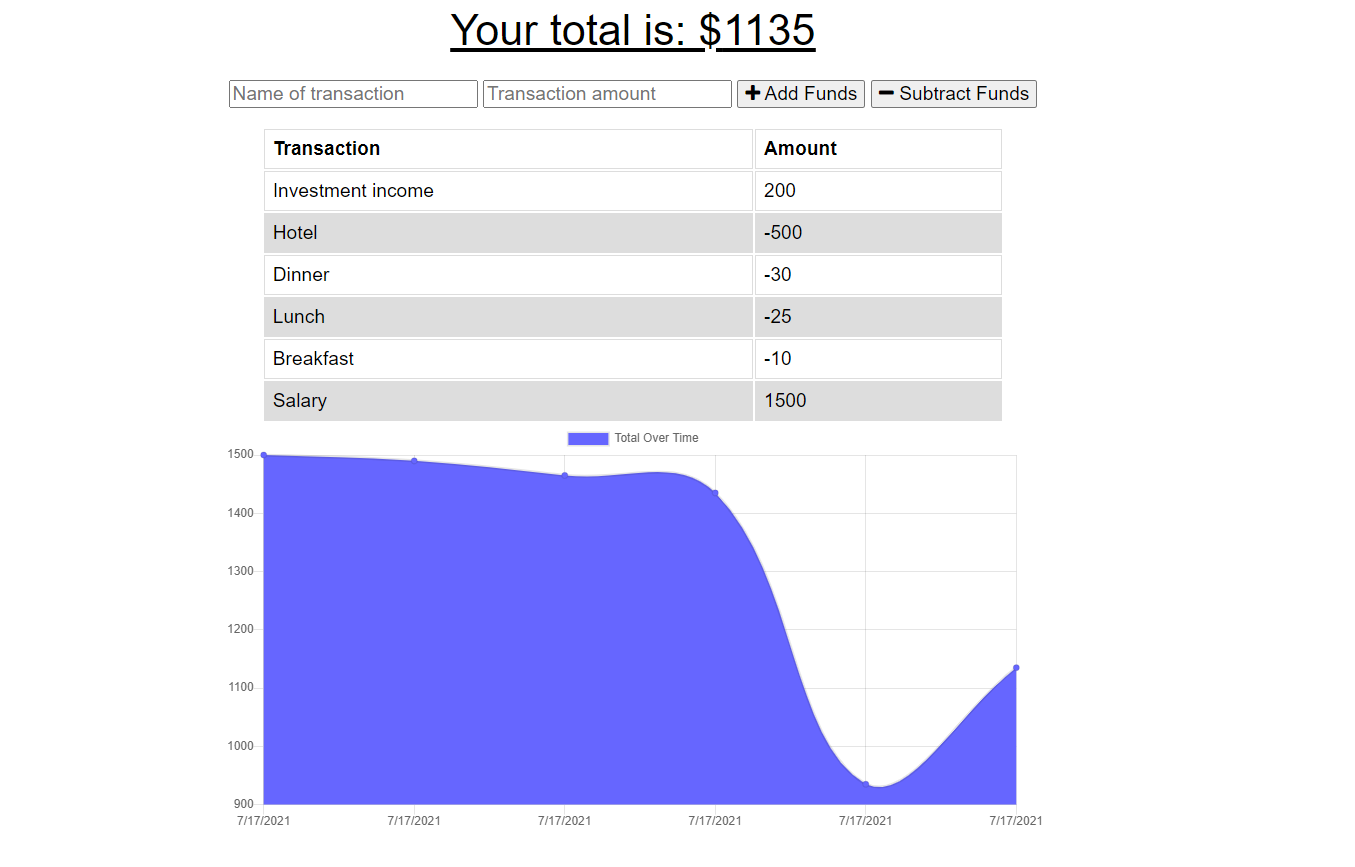 Your total is: $1135
Name of transaction Transaction amount + Add Funds − Subtract Funds
Transaction Amount
Investment income 200
Hotel -500
Dinner -30
Lunch -25
Breakfast -10
Salary 1500
Total Over Time
1500
1400
1300
1200
1100
1000
900
7/17/2021 7/17/2021 7/17/2021 7/17/2021 7/17/2021 7/17/2021